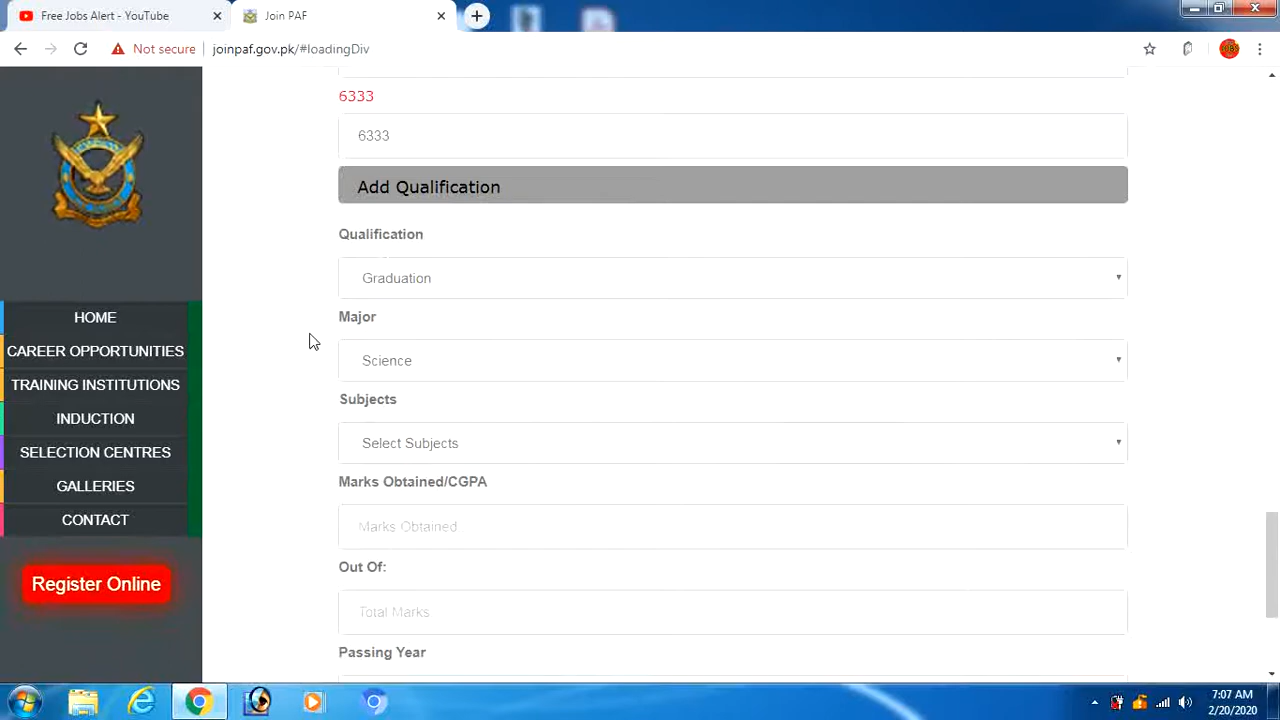 Free Jobs Alert - YouTube
Join PAF
Not secure
joinpaf.gov.pk/#loadingDiv
6333
6333
Add Qualification
Qualification
Graduation
Major
Science
Subjects
Select Subjects
Marks Obtained/CGPA
Marks Obtained
Out Of:
Total Marks
Passing Year
HOME
CAREER OPPORTUNITIES
TRAINING INSTITUTIONS
INDUCTION
SELECTION CENTRES
GALLERIES
CONTACT
Register Online
7:07 AM
2/20/2020